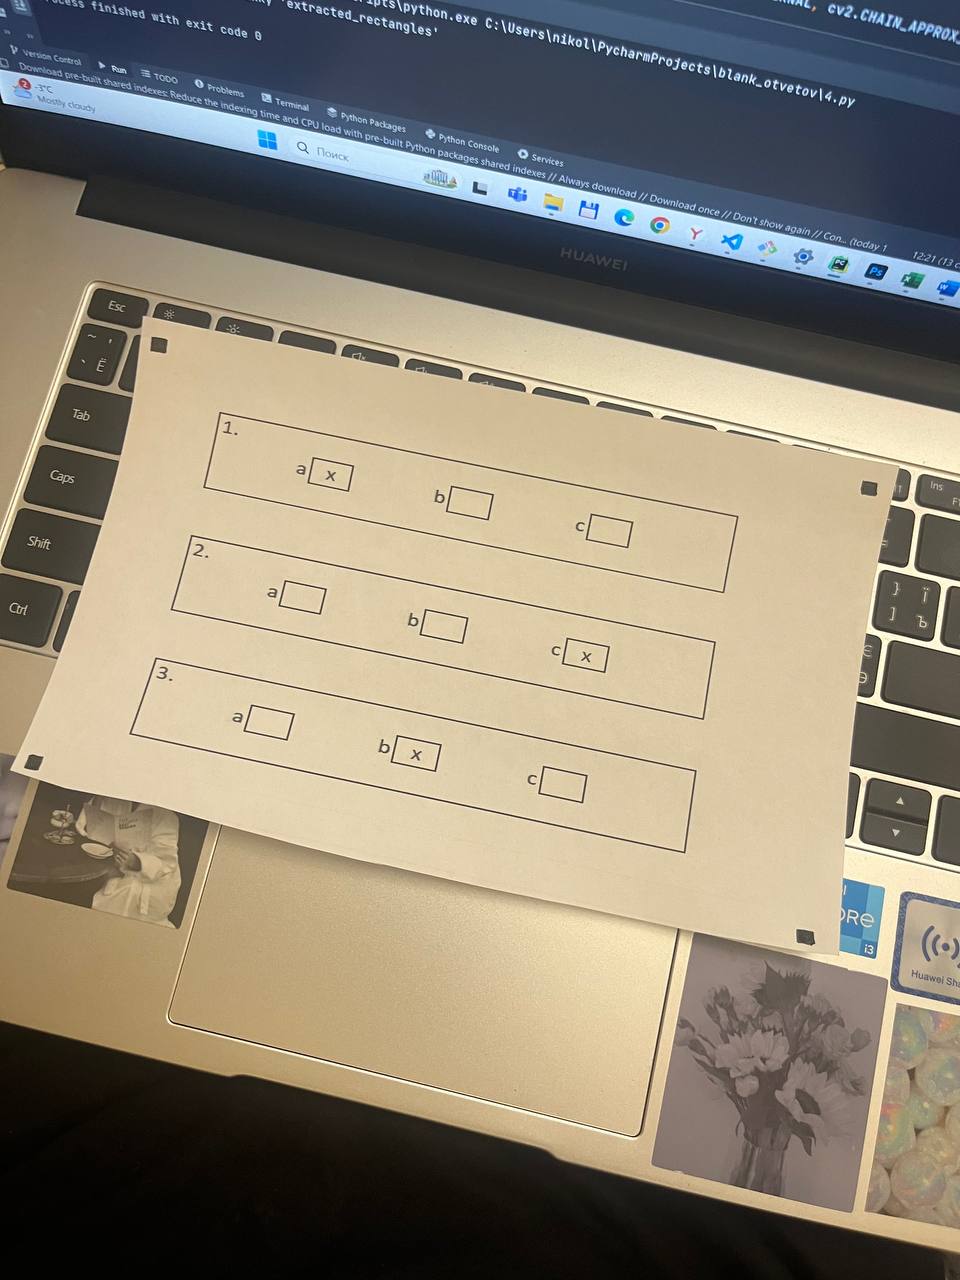 'extracted_rectangles'
python.exe C:\Users\nikol\PycharmProjects\blank_otvetov\4.py
cv2.CHAIN_APPROX_
finished with exit code 0
Version Control
Run
TODO
Problems
Terminal
Python Packages
Python Console
Services
Download pre-built shared indexes: Reduce the indexing time and CPU load with pre-built Python packages shared indexes // Always download // Download once // Don't show again // Con... (today 1
12:21 (13 c
2
-3°C
Mostly cloudy
Поиск
HUAWEI
Esc
~ '
` Ё
Tab
Caps
Shift
Ctrl
Ins
} Ї
] Ъ
1.
a x b c
2.
a b c x
3.
a b x c
i3
Huawei Sha